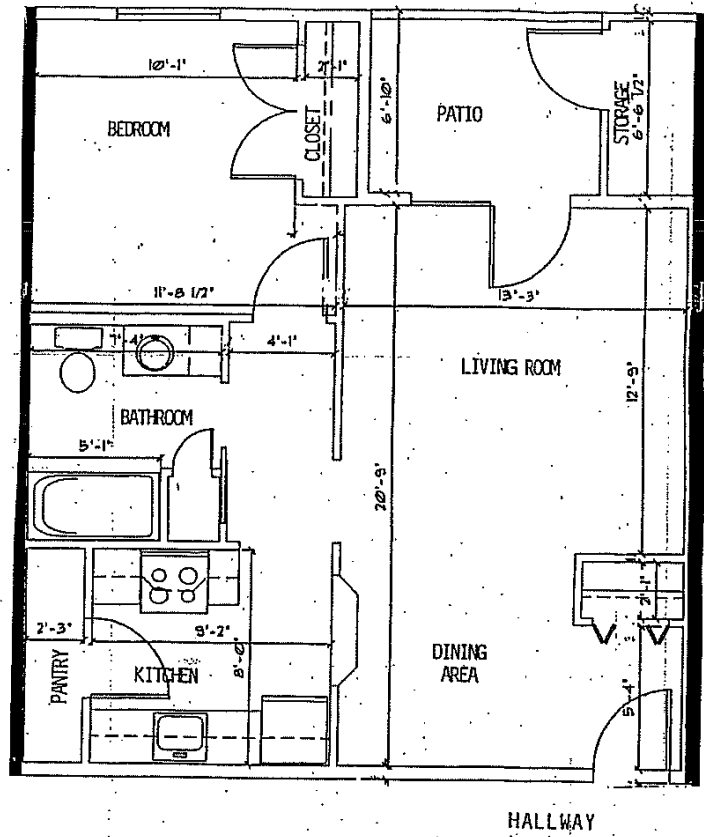 10'-1"
2'-1"
BEDROOM
CLOSET
6'-10"
PATIO
STORAGE
6'-6 1/2"
11'-8 1/2"
13'-3"
7'-4"
4'-1"
LIVING ROOM
12'-9"
BATHROOM
5'-1"
20'-9"
2'-1"
2'-3"
9'-2"
8'-0"
PANTRY
KITCHEN
DINING
AREA
5'-4"
HALLWAY